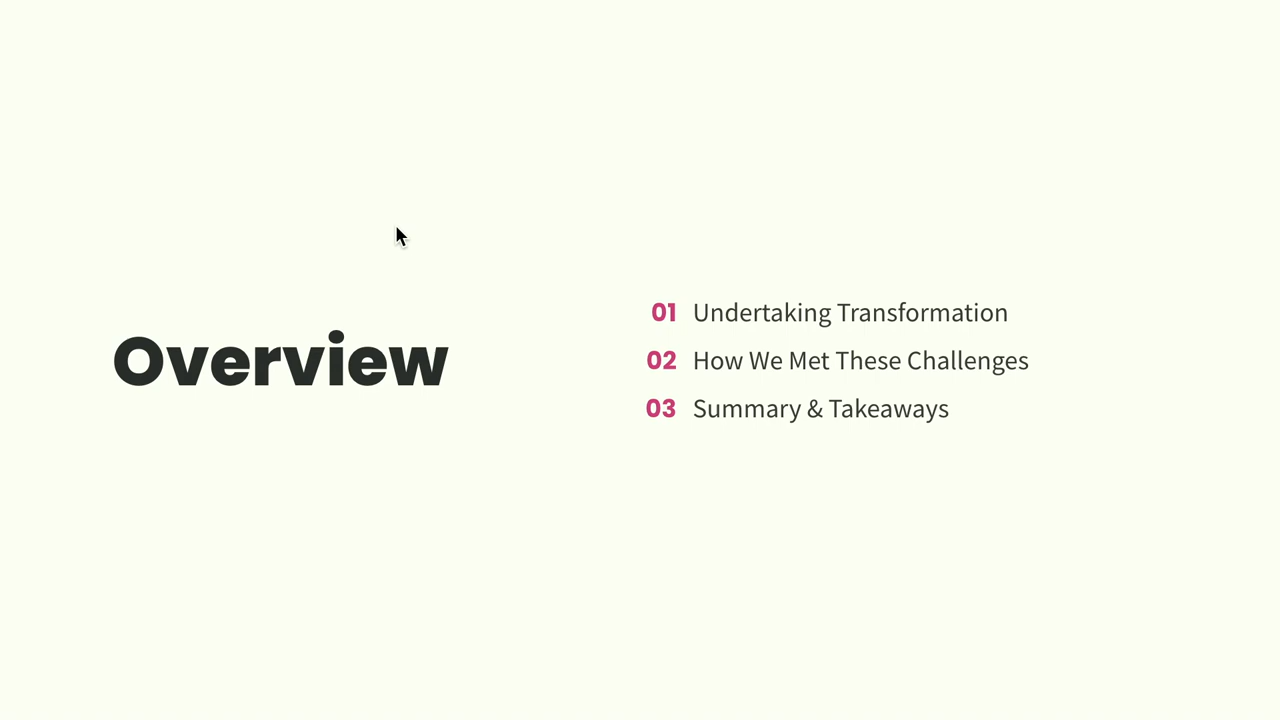 Overview
01 Undertaking Transformation
02 How We Met These Challenges
03 Summary & Takeaways